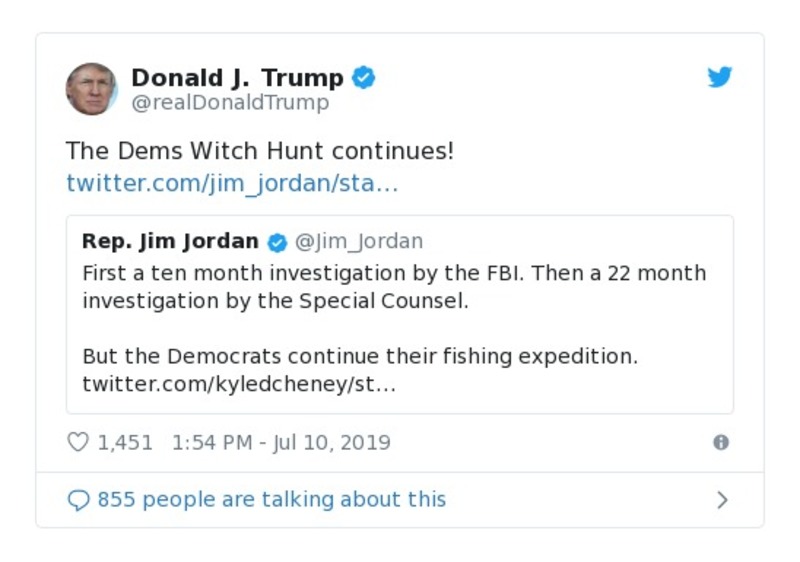 Donald J. Trump
@realDonaldTrump
The Dems Witch Hunt continues!
twitter.com/jim_jordan/sta…
Rep. Jim Jordan @Jim_Jordan
First a ten month investigation by the FBI. Then a 22 month
investigation by the Special Counsel.
But the Democrats continue their fishing expedition.
twitter.com/kyledcheney/st…
1,451 1:54 PM - Jul 10, 2019
855 people are talking about this